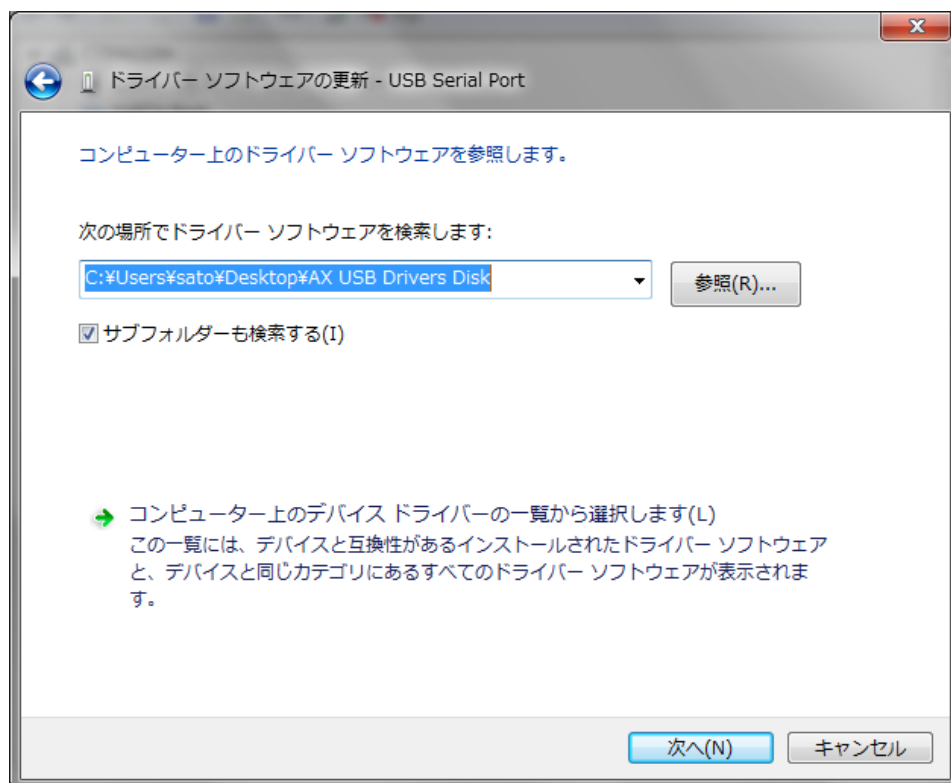 ドライバー ソフトウェアの更新 - USB Serial Port
コンピューター上のドライバー ソフトウェアを参照します。
次の場所でドライバー ソフトウェアを検索します:
C:¥Users¥sato¥Desktop¥AX USB Drivers Disk
参照(R)...
サブフォルダーも検索する(I)
コンピューター上のデバイス ドライバーの一覧から選択します(L)
この一覧には、デバイスと互換性があるインストールされたドライバー ソフトウェア
と、デバイスと同じカテゴリにあるすべてのドライバー ソフトウェアが表示されま
す。
次へ(N)
キャンセル